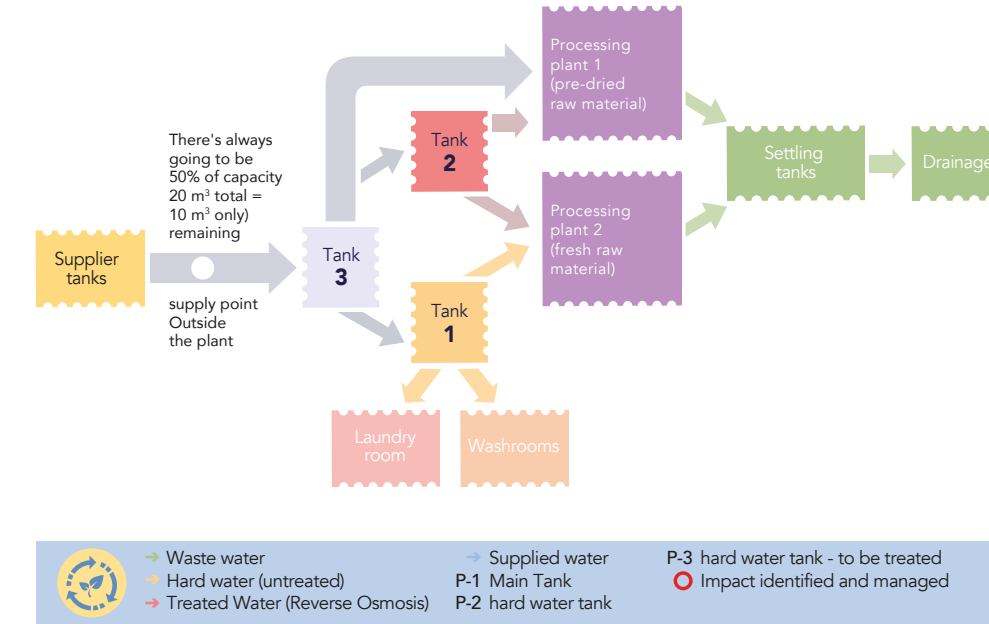 Processing
plant 1
(pre-dried
raw material)
There's always
going to be
50% of capacity
20 m³ total =
10 m³ only)
remaining
Tank
2
Settling
tanks
Drainage
Processing
plant 2
(fresh raw
material)
Supplier
tanks
Tank
3
supply point
Outside
the plant
Tank
1
Laundry
room
Washrooms
Waste water
Hard water (untreated)
Treated Water (Reverse Osmosis)
Supplied water
P-1 Main Tank
P-2 hard water tank
P-3 hard water tank - to be treated
Impact identified and managed